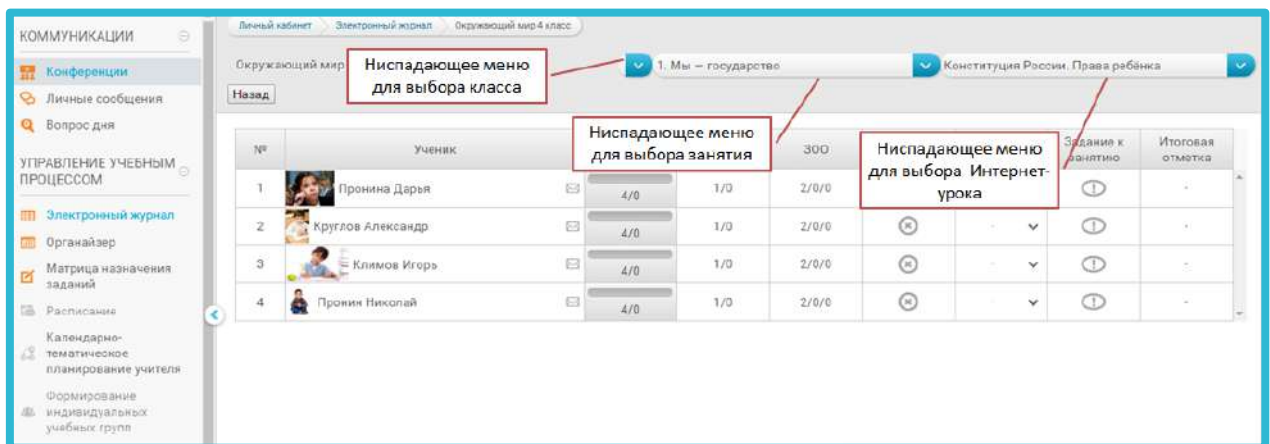 КОММУНИКАЦИИ
Конференции
Личные сообщения
Вопрос дня
УПРАВЛЕНИЕ УЧЕБНЫМ
ПРОЦЕССОМ
Электронный журнал
Органайзер
Матрица назначения
заданий
Расписание
Календарно-
тематическое
планирование учителя
Формирование
индивидуальных
учебных групп
Личный кабинет Электронный журнал Окружающий мир 4 класс
Окружающий мир
1. Мы – государство
Конституция России. Права ребёнка
Назад
Ниспадающее меню
для выбора класса
Ниспадающее меню
для выбора занятия
Ниспадающее меню
для выбора Интернет-
урока
№ Ученик ЗОО Задание к
занятию
Итоговая
отметка
1 Пронина Дарья 4/0 1/0 2/0/0 -
2 Круглов Александр 4/0 1/0 2/0/0 - -
3 Климов Игорь 4/0 1/0 2/0/0 - -
4 Пронин Николай 4/0 1/0 2/0/0 - -